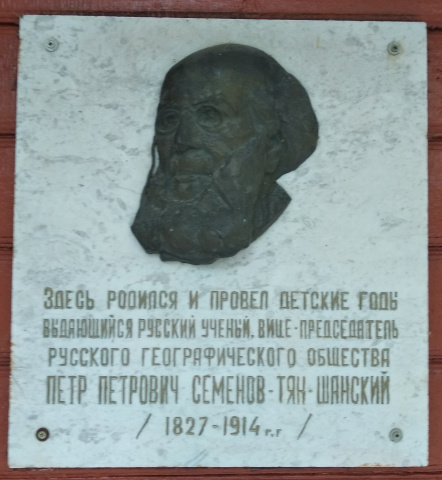 ЗДЕСЬ РОДИЛСЯ И ПРОВЕЛ ДЕТСКИЕ ГОДЫ
ВЫДАЮЩИЙСЯ РУССКИЙ УЧЕНЫЙ, ВИЦЕ-ПРЕДСЕДАТЕЛЬ
РУССКОГО ГЕОГРАФИЧЕСКОГО ОБЩЕСТВА
ПЕТР ПЕТРОВИЧ СЕМЕНОВ-ТЯН-ШАНСКИЙ
/ 1827-1914 г.г /